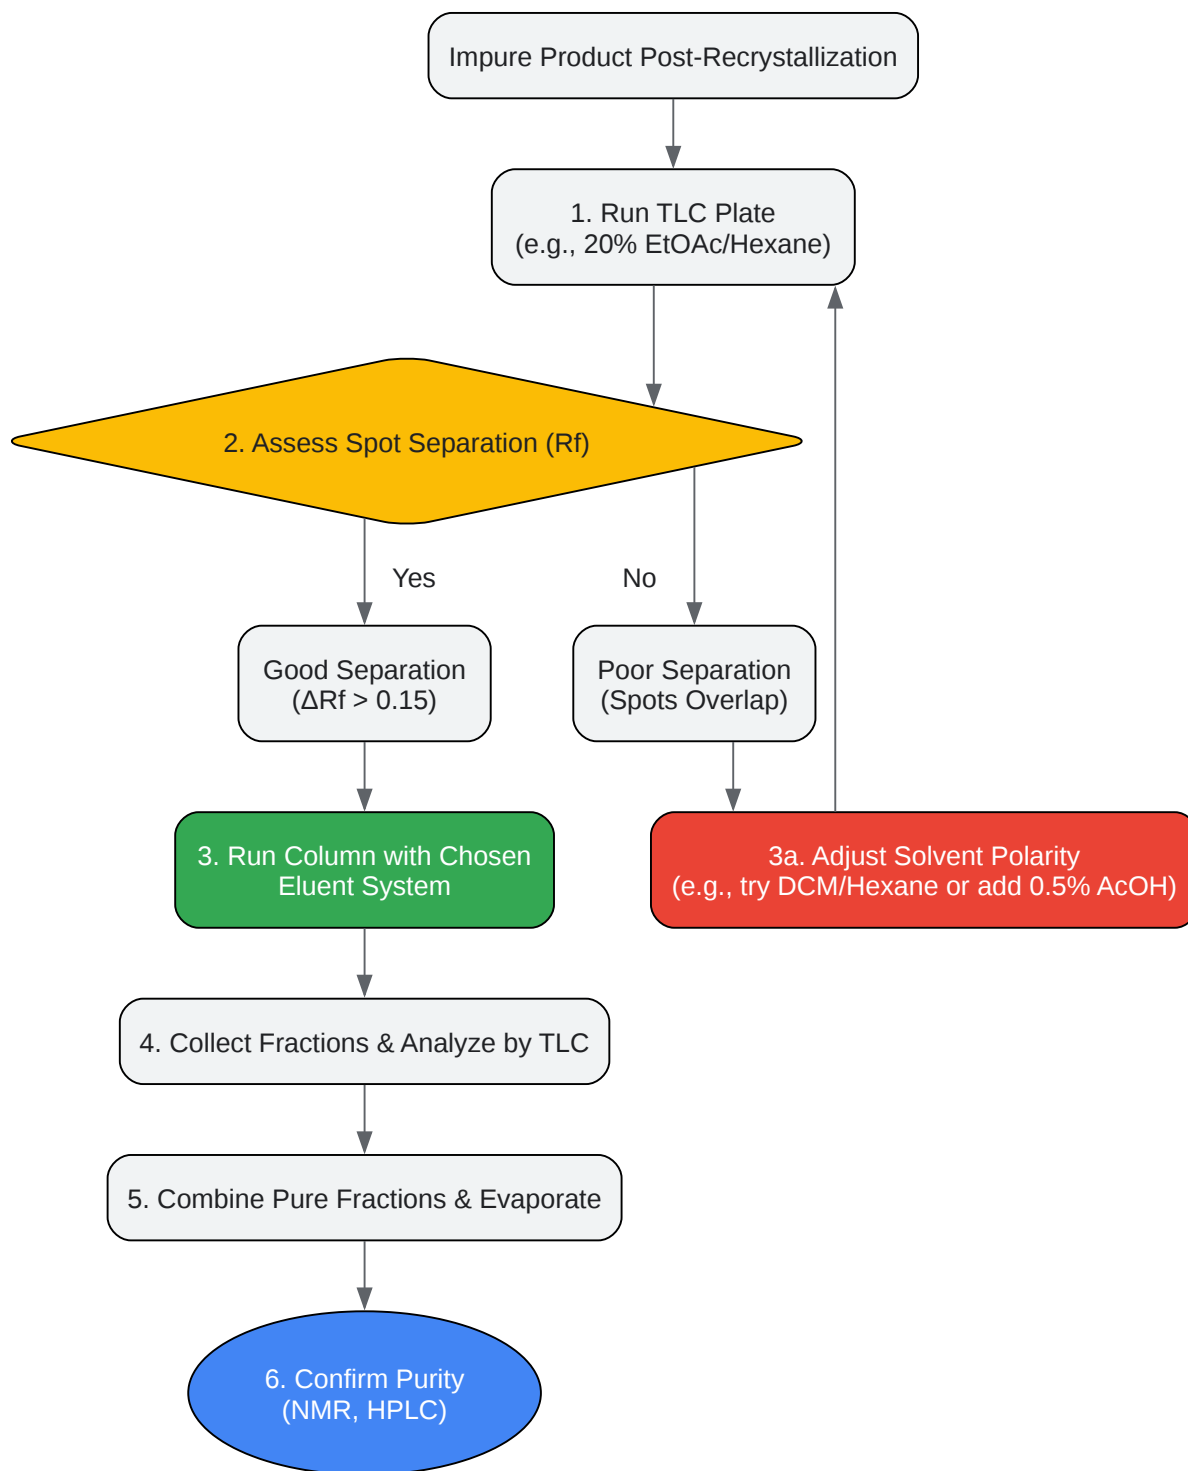 Impure Product Post-Recrystallization
1. Run TLC Plate
(e.g., 20% EtOAc/Hexane)
2. Assess Spot Separation (Rf)
Yes
No
Good Separation
(ΔRf > 0.15)
Poor Separation
(Spots Overlap)
3. Run Column with Chosen
Eluent System
3a. Adjust Solvent Polarity
(e.g., try DCM/Hexane or add 0.5% AcOH)
4. Collect Fractions & Analyze by TLC
5. Combine Pure Fractions & Evaporate
6. Confirm Purity
(NMR, HPLC)